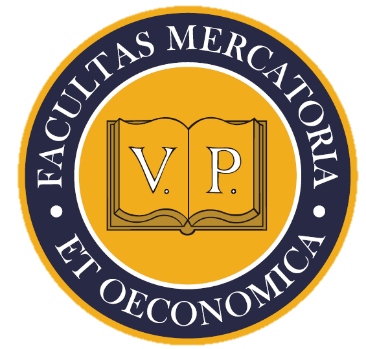 FACULTAS MERCATORIA
ET OECONOMICA
V. P.